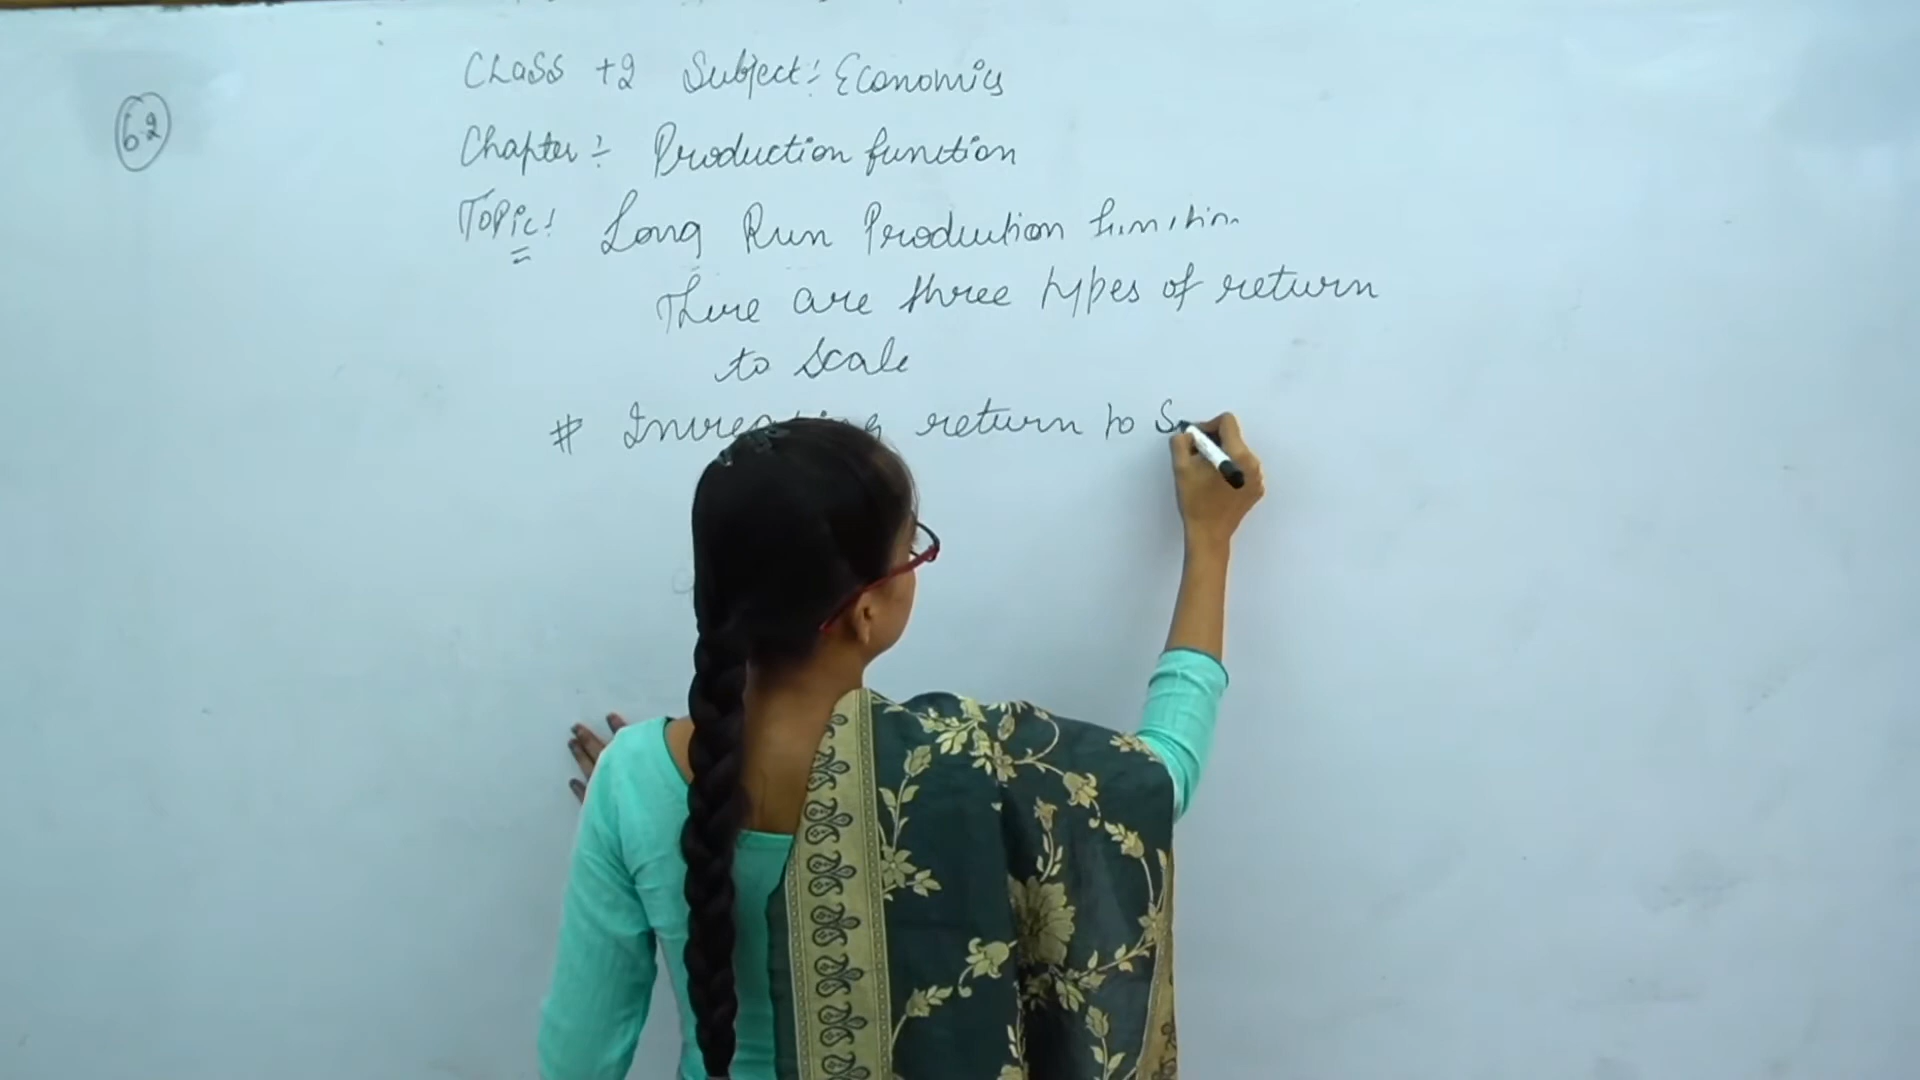 62
Class +2 Subject:- Economics
Chapter :- Production function
Topic: Long Run Production function
There are three types of return
to Scale
# return to